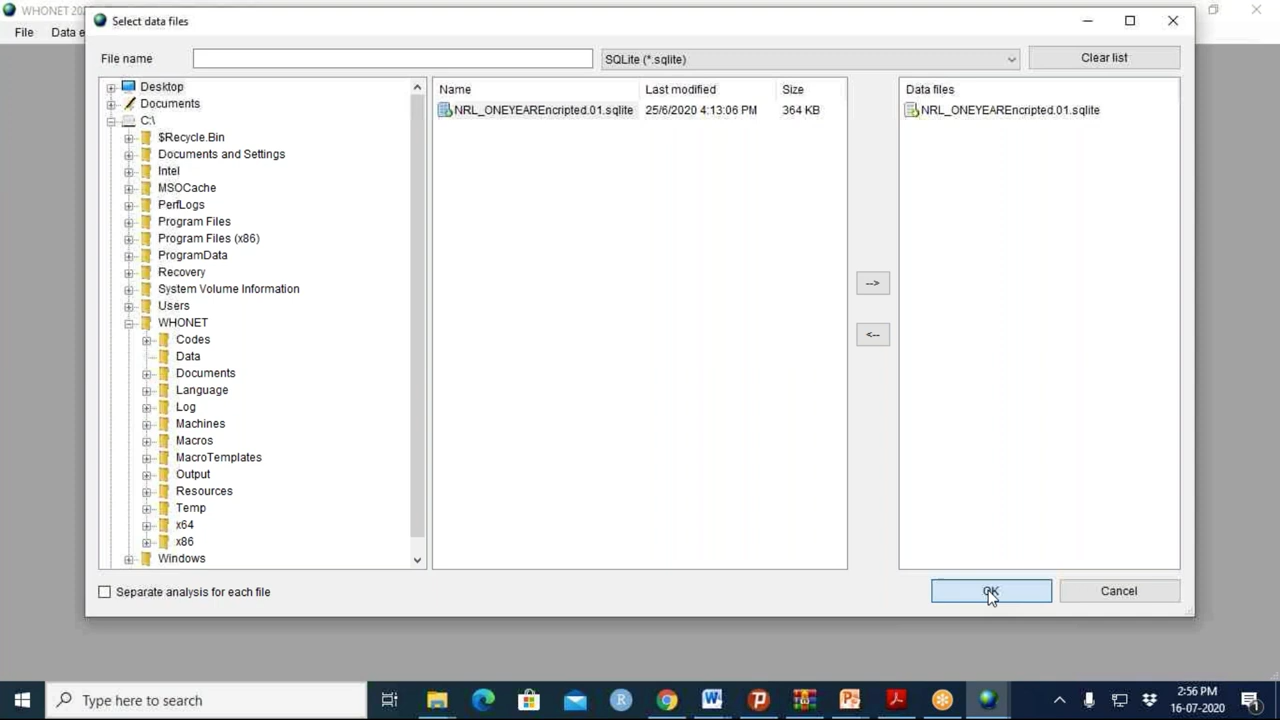 WHONET 20
Select data files
File
Data e
File name
SQLite (*.sqlite)
Clear list
Desktop
Documents
C:\
$Recycle.Bin
Documents and Settings
Intel
MSOCache
PerfLogs
Program Files
Program Files (x86)
ProgramData
Recovery
System Volume Information
Users
WHONET
Codes
Data
Documents
Language
Log
Machines
Macros
MacroTemplates
Output
Resources
Temp
x64
x86
Windows
Name Last modified Size
NRL_ONEYEAREncripted.01.sqlite 25/6/2020 4:13:06 PM 364 KB
-->
<--
Data files
NRL_ONEYEAREncripted.01.sqlite
Separate analysis for each file
OK
Cancel
Type here to search
2:56 PM
16-07-2020